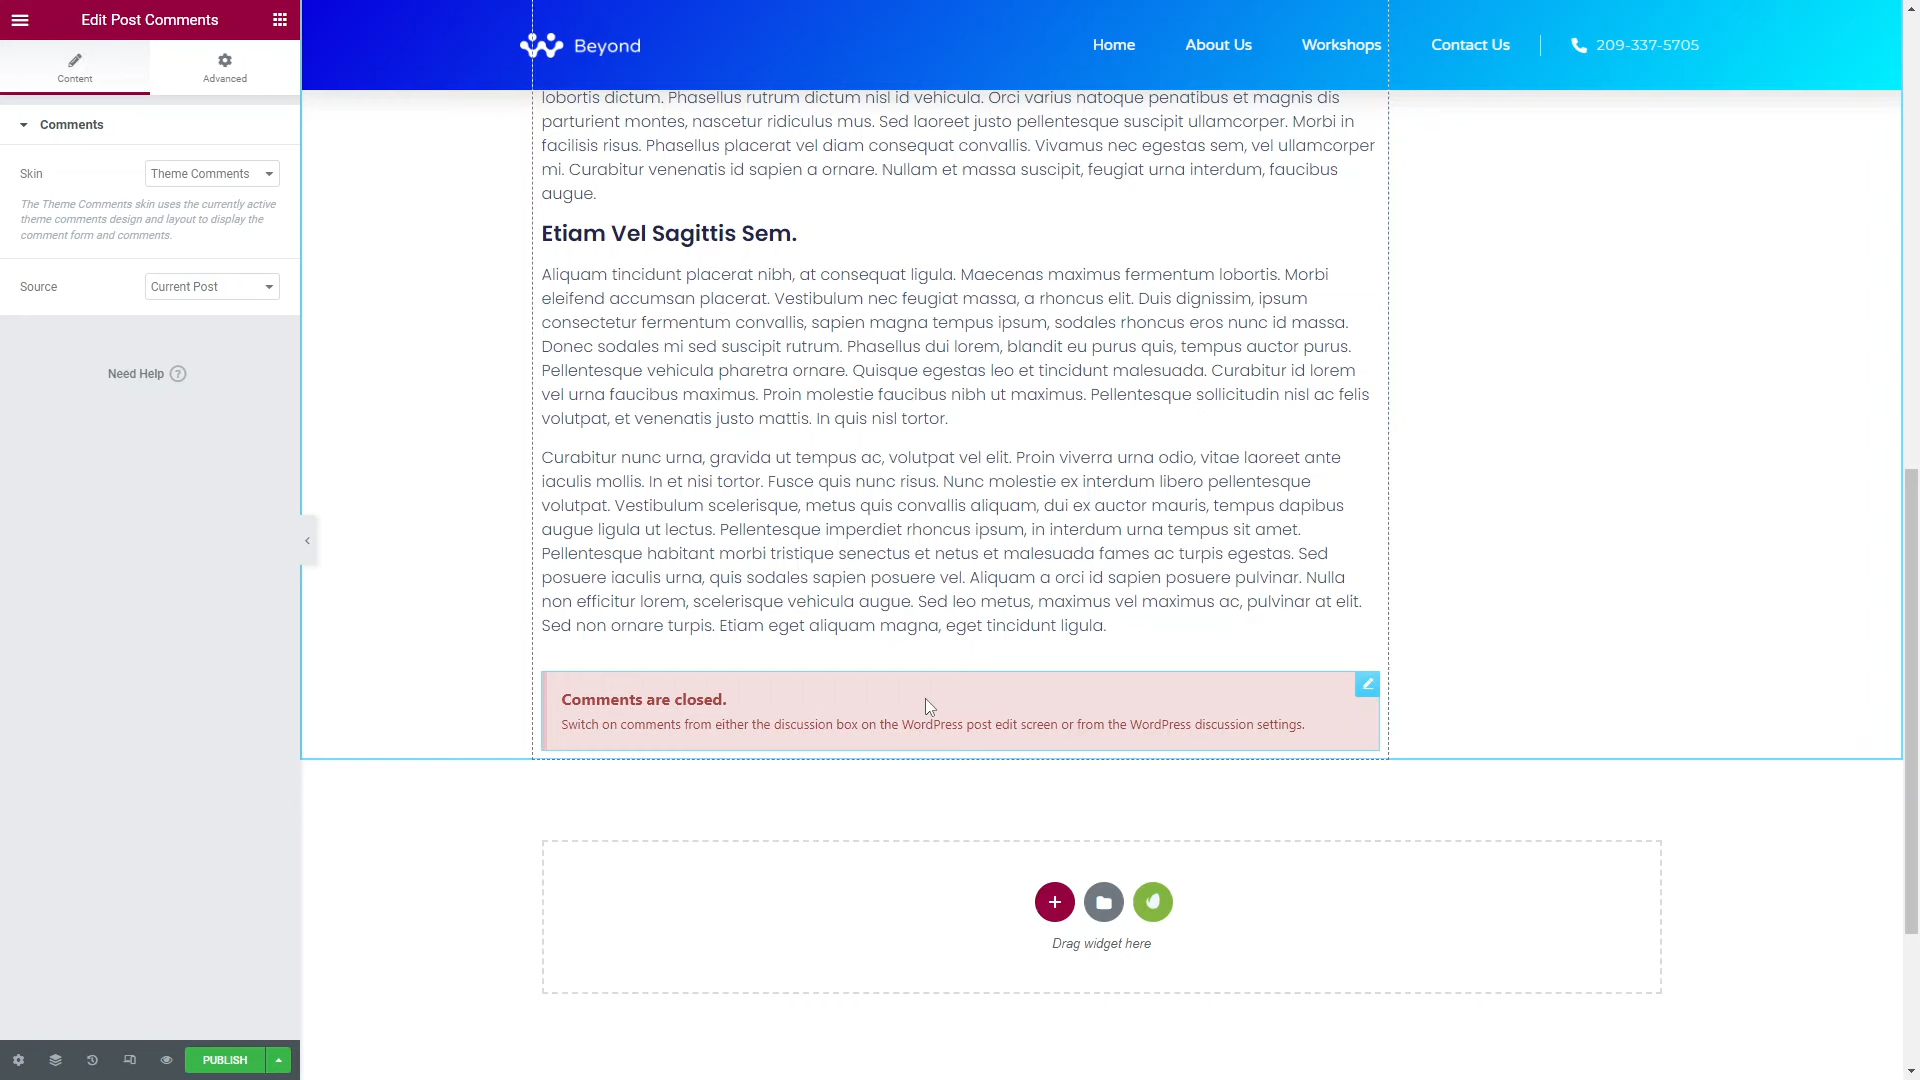 Edit Post Comments
Content
Advanced
Comments
Skin
Theme Comments
The Theme Comments skin uses the currently active
theme comments design and layout to display the
comment form and comments.
Source
Current Post
Need Help ?
PUBLISH
Beyond
Home
About Us
Workshops
Contact Us
209-337-5705
lobortis dictum. Phasellus rutrum dictum nisl id vehicula. Orci varius natoque penatibus et magnis dis
parturient montes, nascetur ridiculus mus. Sed laoreet justo pellentesque suscipit ullamcorper. Morbi in
facilisis risus. Phasellus placerat vel diam consequat convallis. Vivamus nec egestas sem, vel ullamcorper
mi. Curabitur venenatis id sapien a ornare. Nullam et massa suscipit, feugiat urna interdum, faucibus
augue.
Etiam Vel Sagittis Sem.
Aliquam tincidunt placerat nibh, at consequat ligula. Maecenas maximus fermentum lobortis. Morbi
eleifend accumsan placerat. Vestibulum nec feugiat massa, a rhoncus elit. Duis dignissim, ipsum
consectetur fermentum convallis, sapien magna tempus ipsum, sodales rhoncus eros nunc id massa.
Donec sodales mi sed suscipit rutrum. Phasellus dui lorem, blandit eu purus quis, tempus auctor purus.
Pellentesque vehicula pharetra ornare. Quisque egestas leo et tincidunt malesuada. Curabitur id lorem
vel urna faucibus maximus. Proin molestie faucibus nibh ut maximus. Pellentesque sollicitudin nisl ac felis
volutpat, et venenatis justo mattis. In quis nisl tortor.
Curabitur nunc urna, gravida ut tempus ac, volutpat vel elit. Proin viverra urna odio, vitae laoreet ante
iaculis mollis. In et nisi tortor. Fusce quis nunc risus. Nunc molestie ex interdum libero pellentesque
volutpat. Vestibulum scelerisque, metus quis convallis aliquam, dui ex auctor mauris, tempus dapibus
augue ligula ut lectus. Pellentesque imperdiet rhoncus ipsum, in interdum urna tempus sit amet.
Pellentesque habitant morbi tristique senectus et netus et malesuada fames ac turpis egestas. Sed
posuere iaculis urna, quis sodales sapien posuere vel. Aliquam a orci id sapien posuere pulvinar. Nulla
non efficitur lorem, scelerisque vehicula augue. Sed leo metus, maximus vel maximus ac, pulvinar at elit.
Sed non ornare turpis. Etiam eget aliquam magna, eget tincidunt ligula.
Comments are closed.
Switch on comments from either the discussion box on the WordPress post edit screen or from the WordPress discussion settings.
Drag widget here